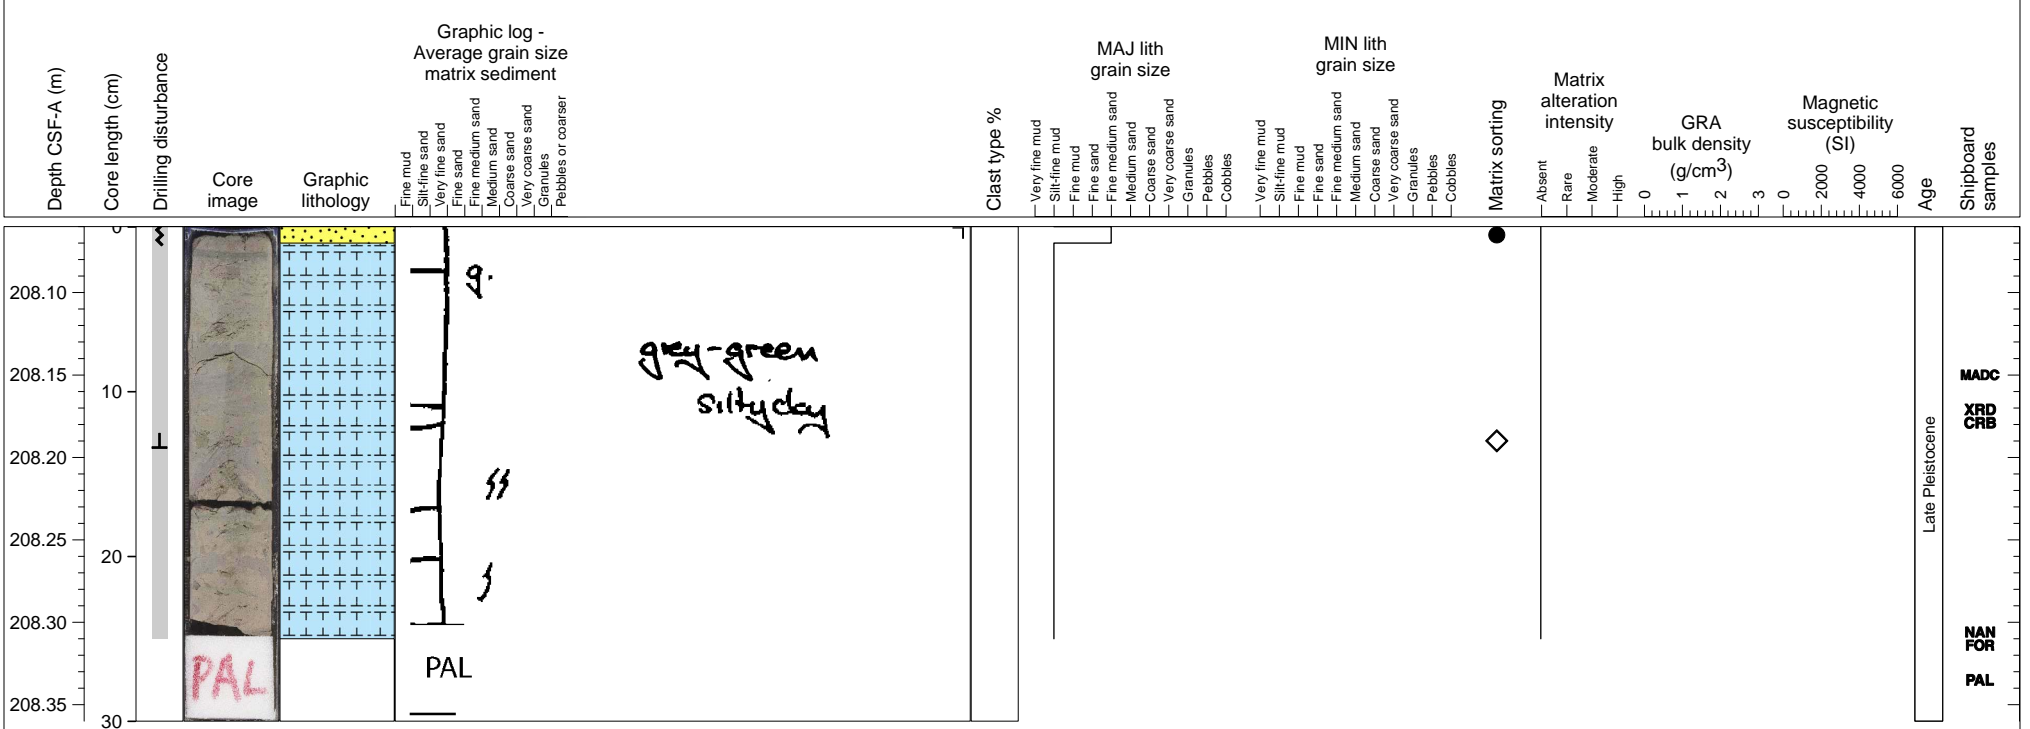 Depth CSF-A (m)
Core length (cm)
Drilling disturbance
Core
image
Graphic
lithology
Graphic log -
Average grain size
matrix sediment
Fine mud
Silt-fine sand
Very fine sand
Fine sand
Fine medium sand
Medium sand
Coarse sand
Very coarse sand
Granules
Pebbles or coarser
Clast type %
MAJ lith
grain size
Very fine mud
Silt-fine mud
Fine mud
Fine sand
Fine medium sand
Medium sand
Coarse sand
Very coarse sand
Granules
Pebbles
Cobbles
MIN lith
grain size
Very fine mud
Silt-fine mud
Fine mud
Fine sand
Fine medium sand
Medium sand
Coarse sand
Very coarse sand
Granules
Pebbles
Cobbles
Matrix sorting
Matrix
alteration
intensity
Absent
Rare
Moderate
High
GRA
bulk density
(g/cm3)
0
1
2
3
Magnetic
susceptibility
(SI)
0
2000
4000
6000
Age
Shipboard
samples
0
208.10
208.15
10
208.20
208.25
20
208.30
208.35
30
PAL
g.
grey-green
silty clay
PAL
Late Pleistocene
MADC
XRD
CRB
NAN
FOR
PAL